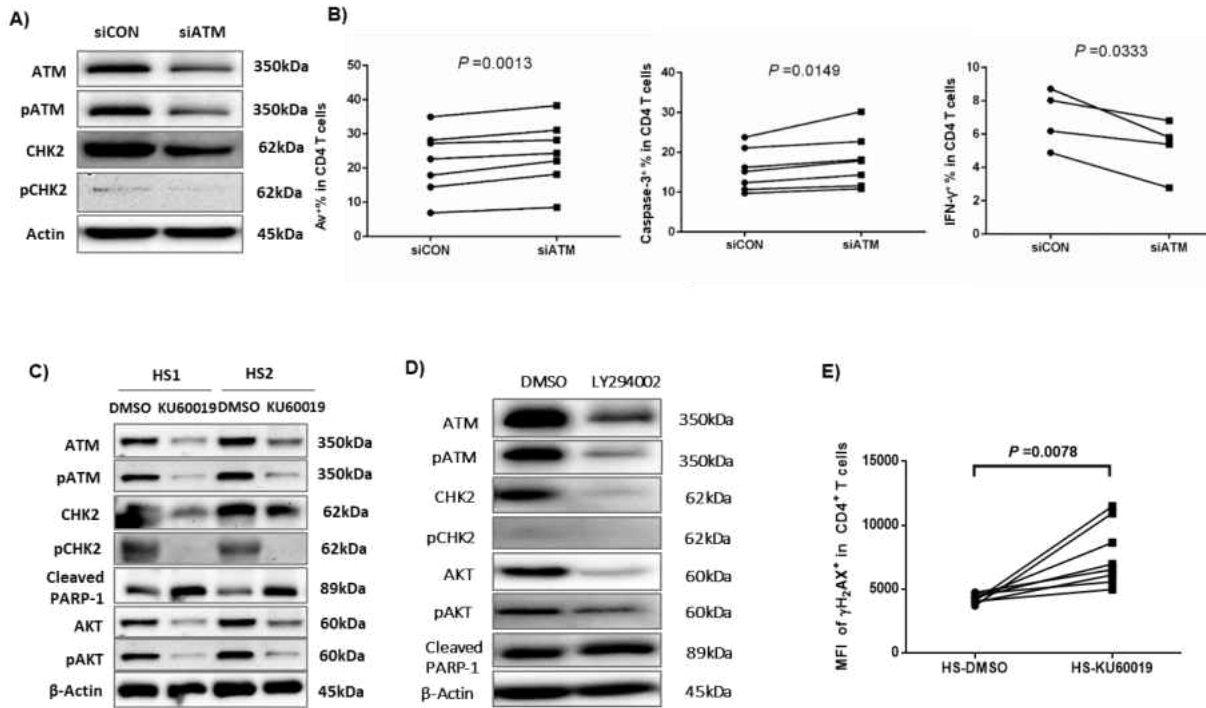 A)
siCON siATM
ATM 350kDa
pATM 350kDa
CHK2 62kDa
pCHK2 62kDa
Actin 45kDa
B)
P=0.0013
Av⁺% in CD4 T cells
50
40
30
20
10
0
siCON siATM
P=0.0149
Caspase-3⁺ % in CD4 T cells
40
30
20
10
0
siCON siATM
P=0.0333
IFN-γ⁺ % in CD4 T cells
10
8
6
4
2
0
siCON siATM
C)
HS1 HS2
DMSO KU60019 DMSO KU60019
ATM 350kDa
pATM 350kDa
CHK2 62kDa
pCHK2 62kDa
Cleaved
PARP-1 89kDa
AKT 60kDa
pAKT 60kDa
β-Actin 45kDa
D)
DMSO LY294002
ATM 350kDa
pATM 350kDa
CHK2 62kDa
pCHK2 62kDa
AKT 60kDa
pAKT 60kDa
Cleaved
PARP-1 89kDa
β-Actin 45kDa
E)
P=0.0078
MFI of γH₂AX⁺ in CD4⁺ T cells
15000
10000
5000
0
HS-DMSO HS-KU60019